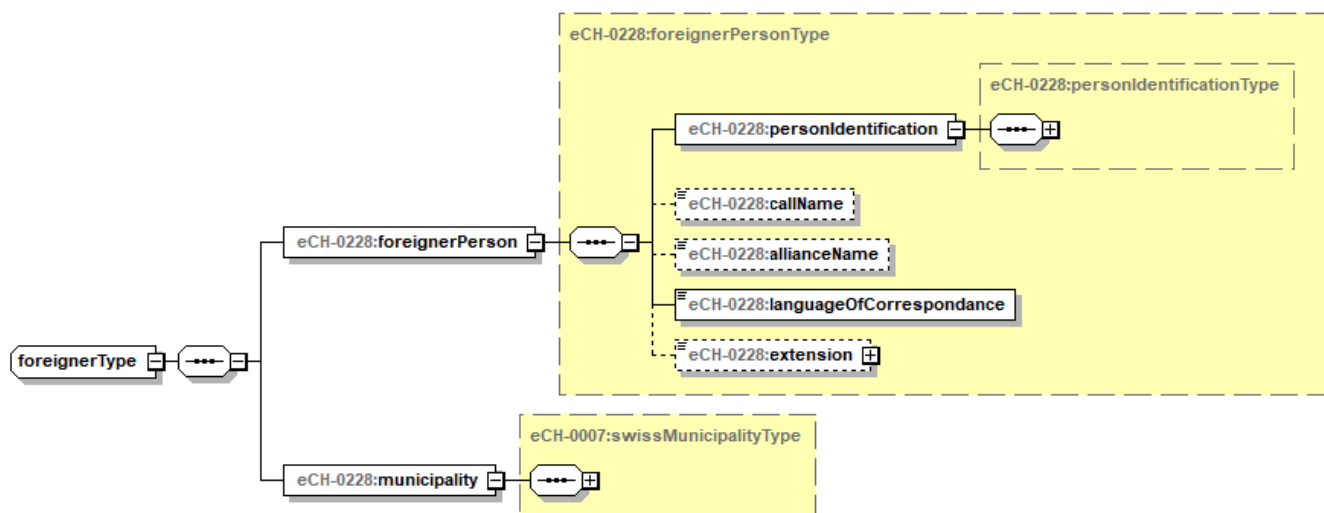 eCH-0228:foreignerPersonType
eCH-0228:personIdentificationType
eCH-0228:personIdentification
eCH-0228:callName
eCH-0228:foreignerPerson
eCH-0228:allianceName
eCH-0228:languageOfCorrespondance
eCH-0228:extension
foreignerType
eCH-0007:swissMunicipalityType
eCH-0228:municipality